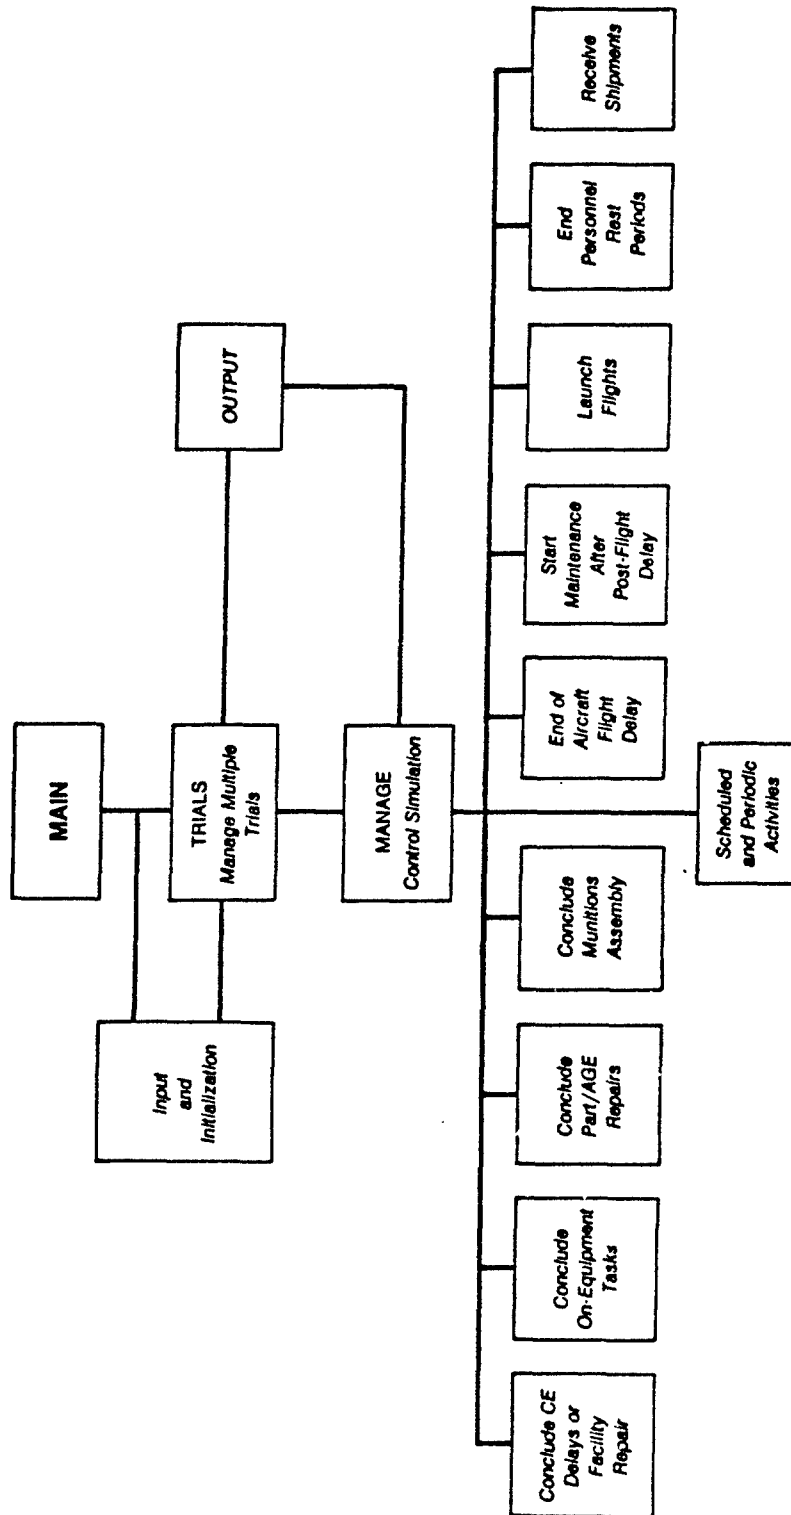 MAIN
Input
and
Initialization
TRIALS
Manage Multiple
Trials
OUTPUT
MANAGE
Control Simulation
Conclude CE
Delays or
Facility
Repair
Conclude
On-Equipment
Tasks
Conclude
Part/AGE
Repairs
Conclude
Munitions
Assembly
End of
Aircraft
Flight
Delay
Start
Maintenance
After
Post-Flight
Delay
Launch
Flights
End
Personnel
Rest
Periods
Receive
Shipments
Scheduled
and Periodic
Activities